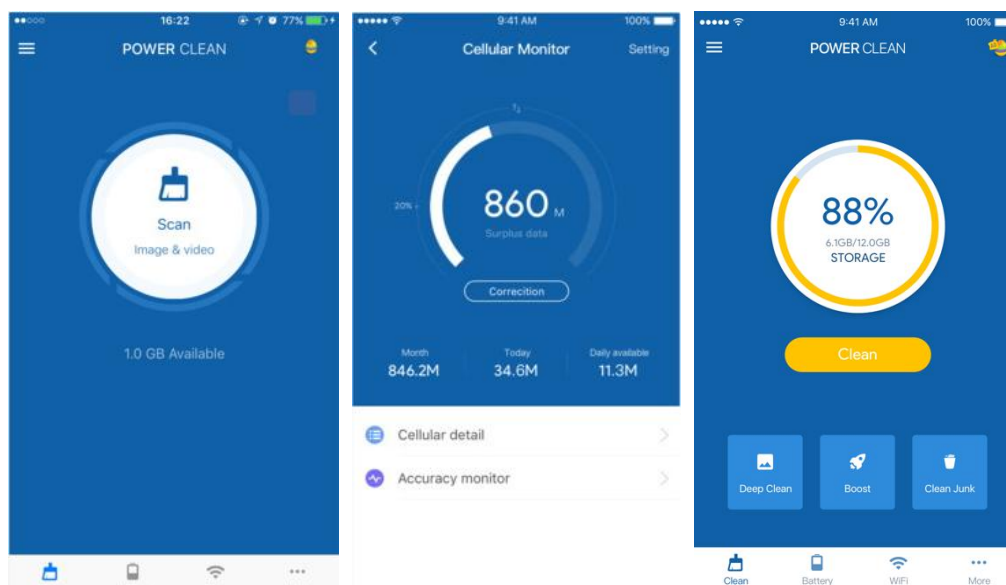 16:22
77%
POWER CLEAN
Scan
Image & video
1.0 GB Available
9:41 AM
100%
Cellular Monitor
Setting
20%
860 M
Surplus data
Correcition
Month
Today
Daily available
846.2M
34.6M
11.3M
Cellular detail
Accuracy monitor
9:41 AM
100%
POWER CLEAN
88%
6.1GB/12.0GB
STORAGE
Clean
Deep Clean
Boost
Clean Junk
Clean
Battery
WiFi
More